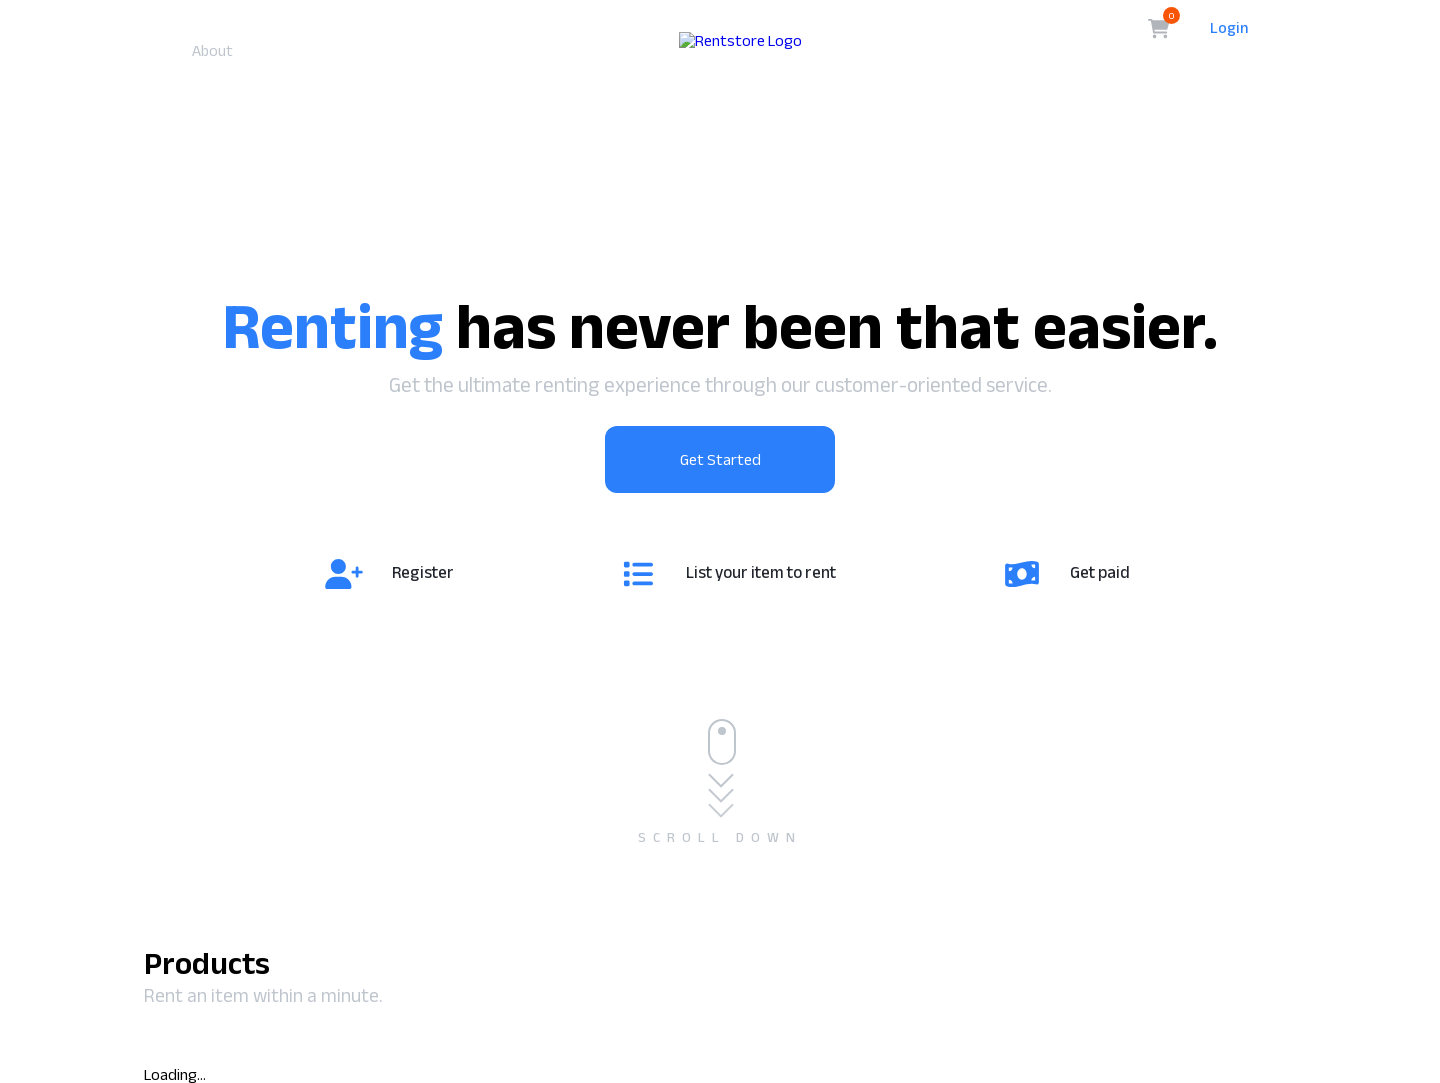 About
Rentstore Logo
0
Login
Renting has never been that easier.
Get the ultimate renting experience through our customer-oriented service.
Get Started
Register
List your item to rent
Get paid
SCROLL DOWN
Products
Rent an item within a minute.
Loading...